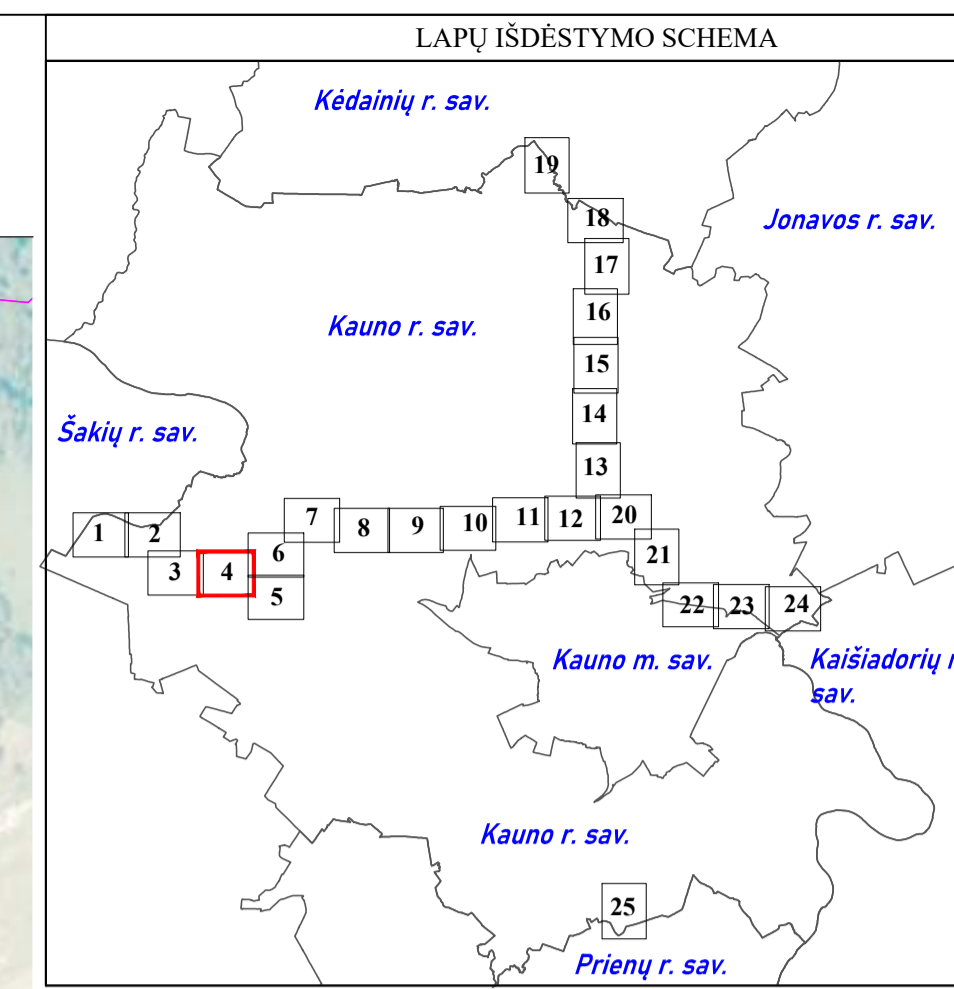 LAPŲ IŠDĖSTYMO SCHEMA
Kėdainių r. sav.
19
18
Jonavos r. sav.
17
16
Kauno r. sav.
15
14
Šakių r. sav.
13
1
2
7
8
9
10
11
12
20
3
4
6
5
21
22
23
24
Kauno m. sav.
Kaišiadorių r
sav.
Kauno r. sav.
25
Prienų r. sav.